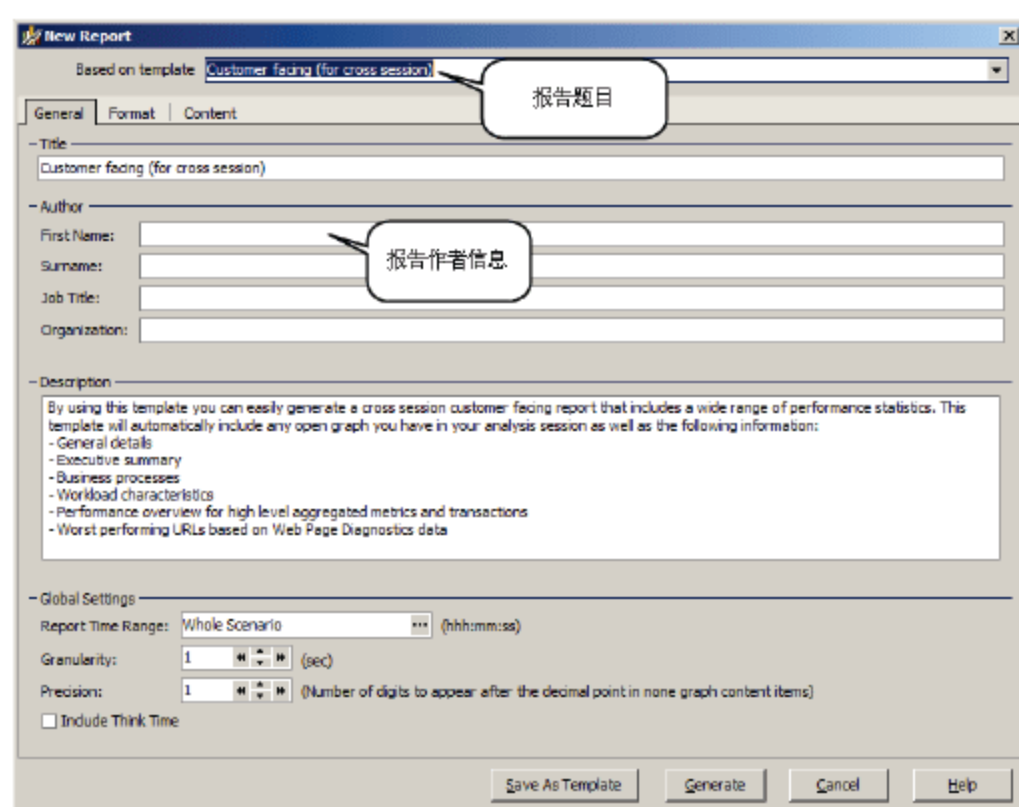 New Report
Based on template Customer facing (for cross session)
报告题目
General Format Content
Title
Customer facing (for cross session)
Author
First Name:
报告作者信息
Surname:
Job Title:
Organization:
Description
By using this template you can easily generate a cross session customer facing report that includes a wide range of performance statistics. This
template will automatically include any open graph you have in your analysis session as well as the following information:
- General details
- Executive summary
- Business processes
- Workload characteristics
- Performance overview for high level aggregated metrics and transactions
- Worst performing URLs based on Web Page Diagnostics data
Global Settings
Report Time Range: Whole Scenario ... (hhh:mm:ss)
Granularity: 1 (sec)
Precision: 1 (Number of digits to appear after the decimal point in none graph content items)
Include Think Time
Save As Template Generate Cancel Help